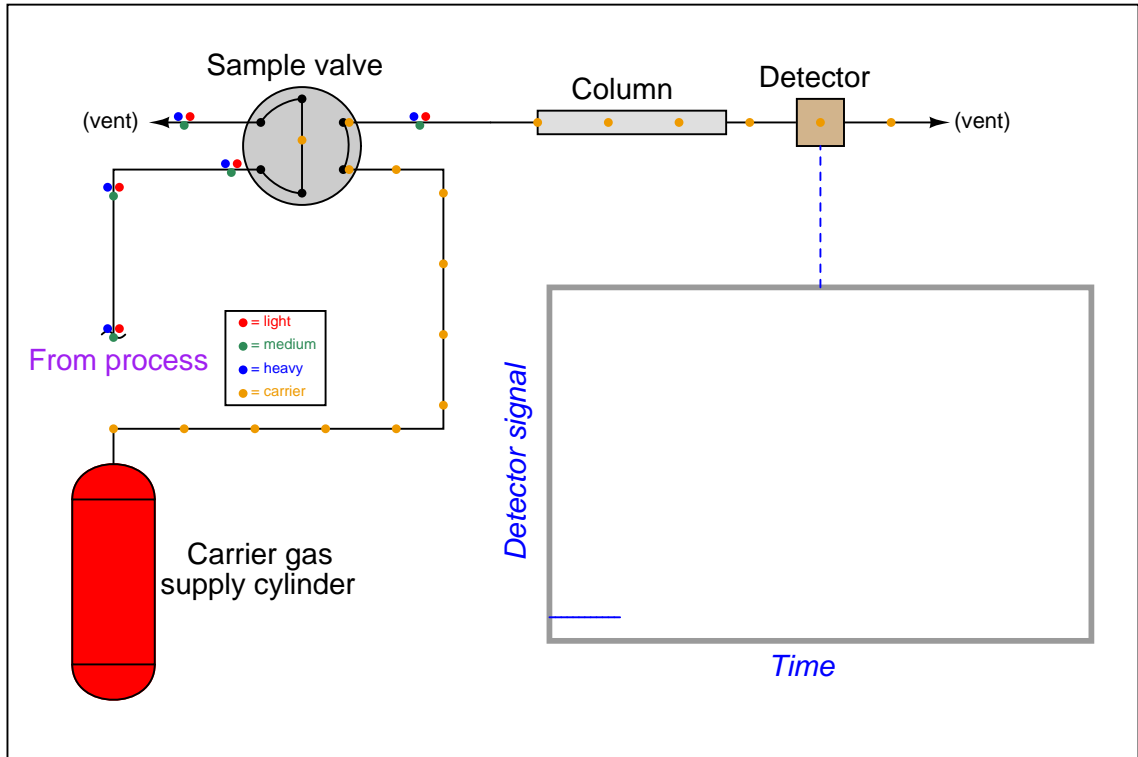 Sample valve
Column
Detector
(vent)
(vent)
= light
= medium
= heavy
= carrier
From process
Detector signal
Carrier gas
supply cylinder
Time